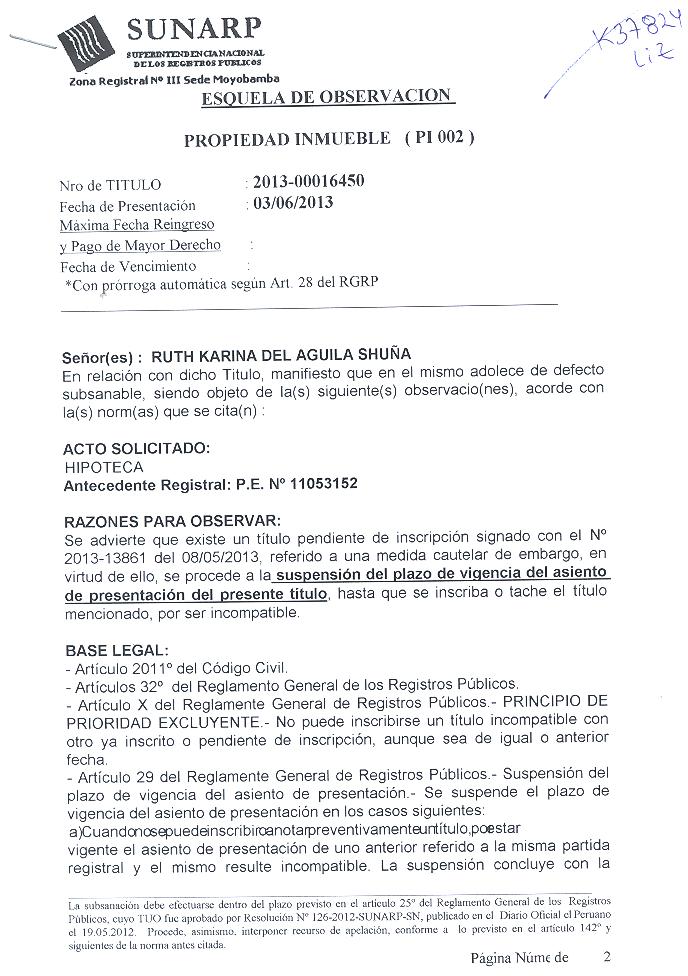 SUNARP
SUPERINTENDENCIA NACIONAL
DE LOS REGISTROS PUBLICOS
Zona Registral Nº III Sede Moyobamba
K37824
Liz
ESQUELA DE OBSERVACION
PROPIEDAD INMUEBLE ( PI 002 )
Nro de TITULO : 2013-00016450
Fecha de Presentación : 03/06/2013
Máxima Fecha Reingreso
y Pago de Mayor Derecho :
Fecha de Vencimiento :
*Con prórroga automática según Art. 28 del RGRP
Señor(es) : RUTH KARINA DEL AGUILA SHUÑA
En relación con dicho Titulo, manifiesto que en el mismo adolece de defecto
subsanable, siendo objeto de la(s) siguiente(s) observacio(nes), acorde con
la(s) norm(as) que se cita(n) :
ACTO SOLICITADO:
HIPOTECA
Antecedente Registral: P.E. Nº 11053152
RAZONES PARA OBSERVAR:
Se advierte que existe un título pendiente de inscripción signado con el Nº
2013-13861 del 08/05/2013, referido a una medida cautelar de embargo, en
virtud de ello, se procede a la suspensión del plazo de vigencia del asiento
de presentación del presente titulo, hasta que se inscriba o tache el título
mencionado, por ser incompatible.
BASE LEGAL:
- Artículo 2011º del Código Civil.
- Artículos 32º del Reglamento General de los Registros Públicos.
- Artículo X del Reglamente General de Registros Públicos.- PRINCIPIO DE
PRIORIDAD EXCLUYENTE.- No puede inscribirse un título incompatible con
otro ya inscrito o pendiente de inscripción, aunque sea de igual o anterior
fecha.
- Artículo 29 del Reglamente General de Registros Públicos.- Suspensión del
plazo de vigencia del asiento de presentación.- Se suspende el plazo de
vigencia del asiento de presentación en los casos siguientes:
a)Cuando no se puede inscribir o anotar preventivamente un título, por estar
vigente el asiento de presentación de uno anterior referido a la misma partida
registral y el mismo resulte incompatible. La suspensión concluye con la
La subsanación debe efectuarse dentro del plazo previsto en el artículo 25º del Reglamento General de los Registros
Públicos, cuyo TUO fue aprobado por Resolución Nº 126-2012-SUNARP-SN, publicado en el Diario Oficial el Peruano
el 19.05.2012. Procede, asimismo, interponer recurso de apelación, conforme a lo previsto en el artículo 142º y
siguientes de la norma antes citada.
Página Núme de 2